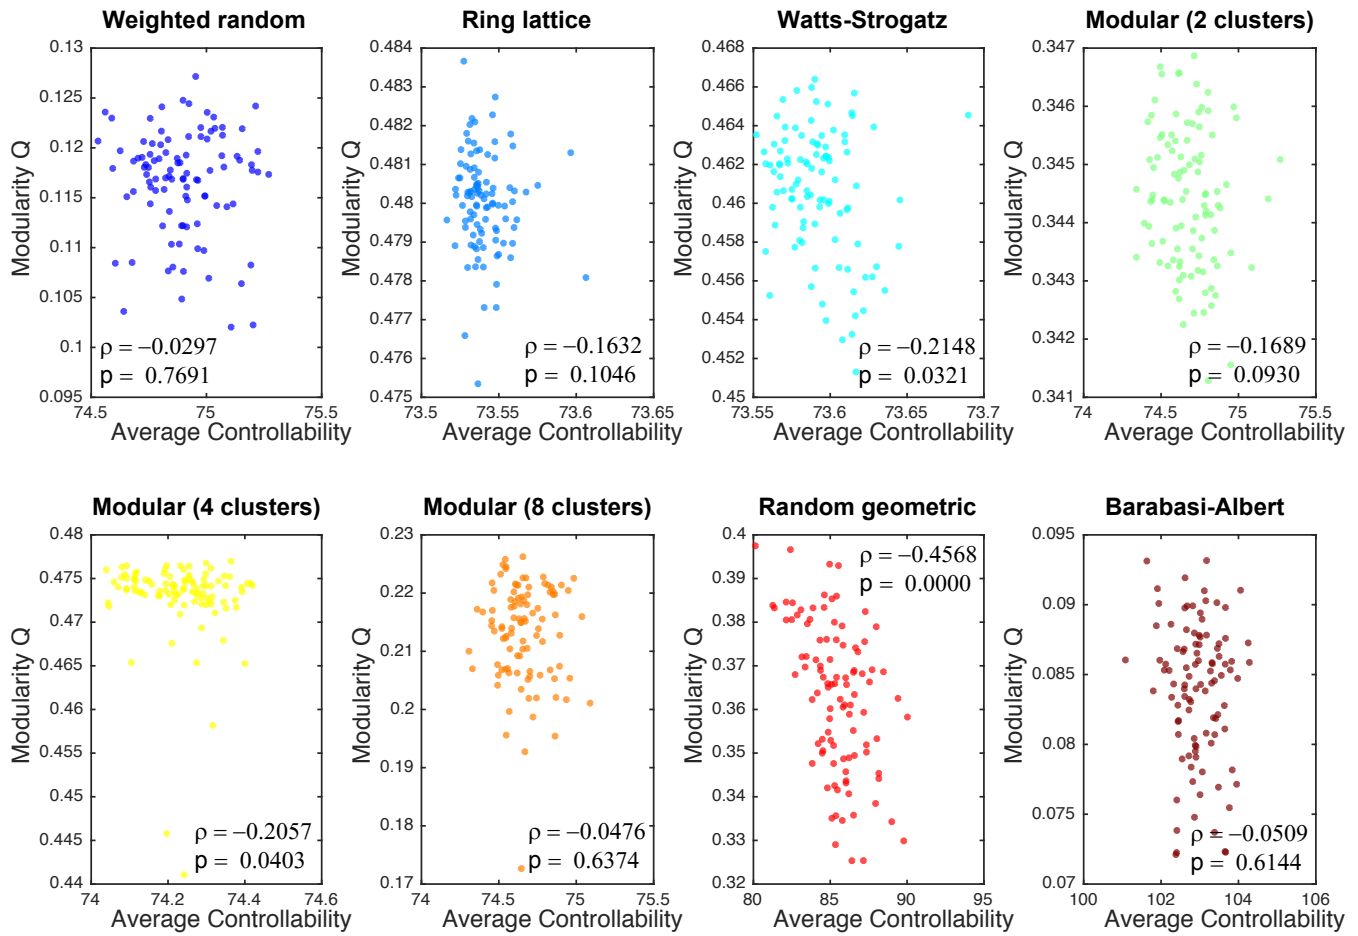 Weighted random
0.13
0.125
0.12
0.115
0.11
0.105
0.1
0.095
Modularity Q
ρ = −0.0297
p = 0.7691
74.5 75 75.5
Average Controllability
Ring lattice
0.484
0.483
0.482
0.481
0.48
0.479
0.478
0.477
0.476
0.475
Modularity Q
ρ = −0.1632
p = 0.1046
73.5 73.55 73.6 73.65
Average Controllability
Watts-Strogatz
0.468
0.466
0.464
0.462
0.46
0.458
0.456
0.454
0.452
0.45
Modularity Q
ρ = −0.2148
p = 0.0321
73.55 73.6 73.65 73.7
Average Controllability
Modular (2 clusters)
0.347
0.346
0.345
0.344
0.343
0.342
0.341
Modularity Q
ρ = −0.1689
p = 0.0930
74 74.5 75 75.5
Average Controllability
Modular (4 clusters)
0.48
0.475
0.47
0.465
0.46
0.455
0.45
0.445
0.44
Modularity Q
ρ = −0.2057
p = 0.0403
74 74.2 74.4 74.6
Average Controllability
Modular (8 clusters)
0.23
0.22
0.21
0.2
0.19
0.18
0.17
Modularity Q
ρ = −0.0476
p = 0.6374
74 74.5 75 75.5
Average Controllability
Random geometric
0.4
0.39
0.38
0.37
0.36
0.35
0.34
0.33
0.32
Modularity Q
ρ = −0.4568
p = 0.0000
80 85 90 95
Average Controllability
Barabasi-Albert
0.095
0.09
0.085
0.08
0.075
0.07
Modularity Q
ρ = −0.0509
p = 0.6144
100 102 104 106
Average Controllability